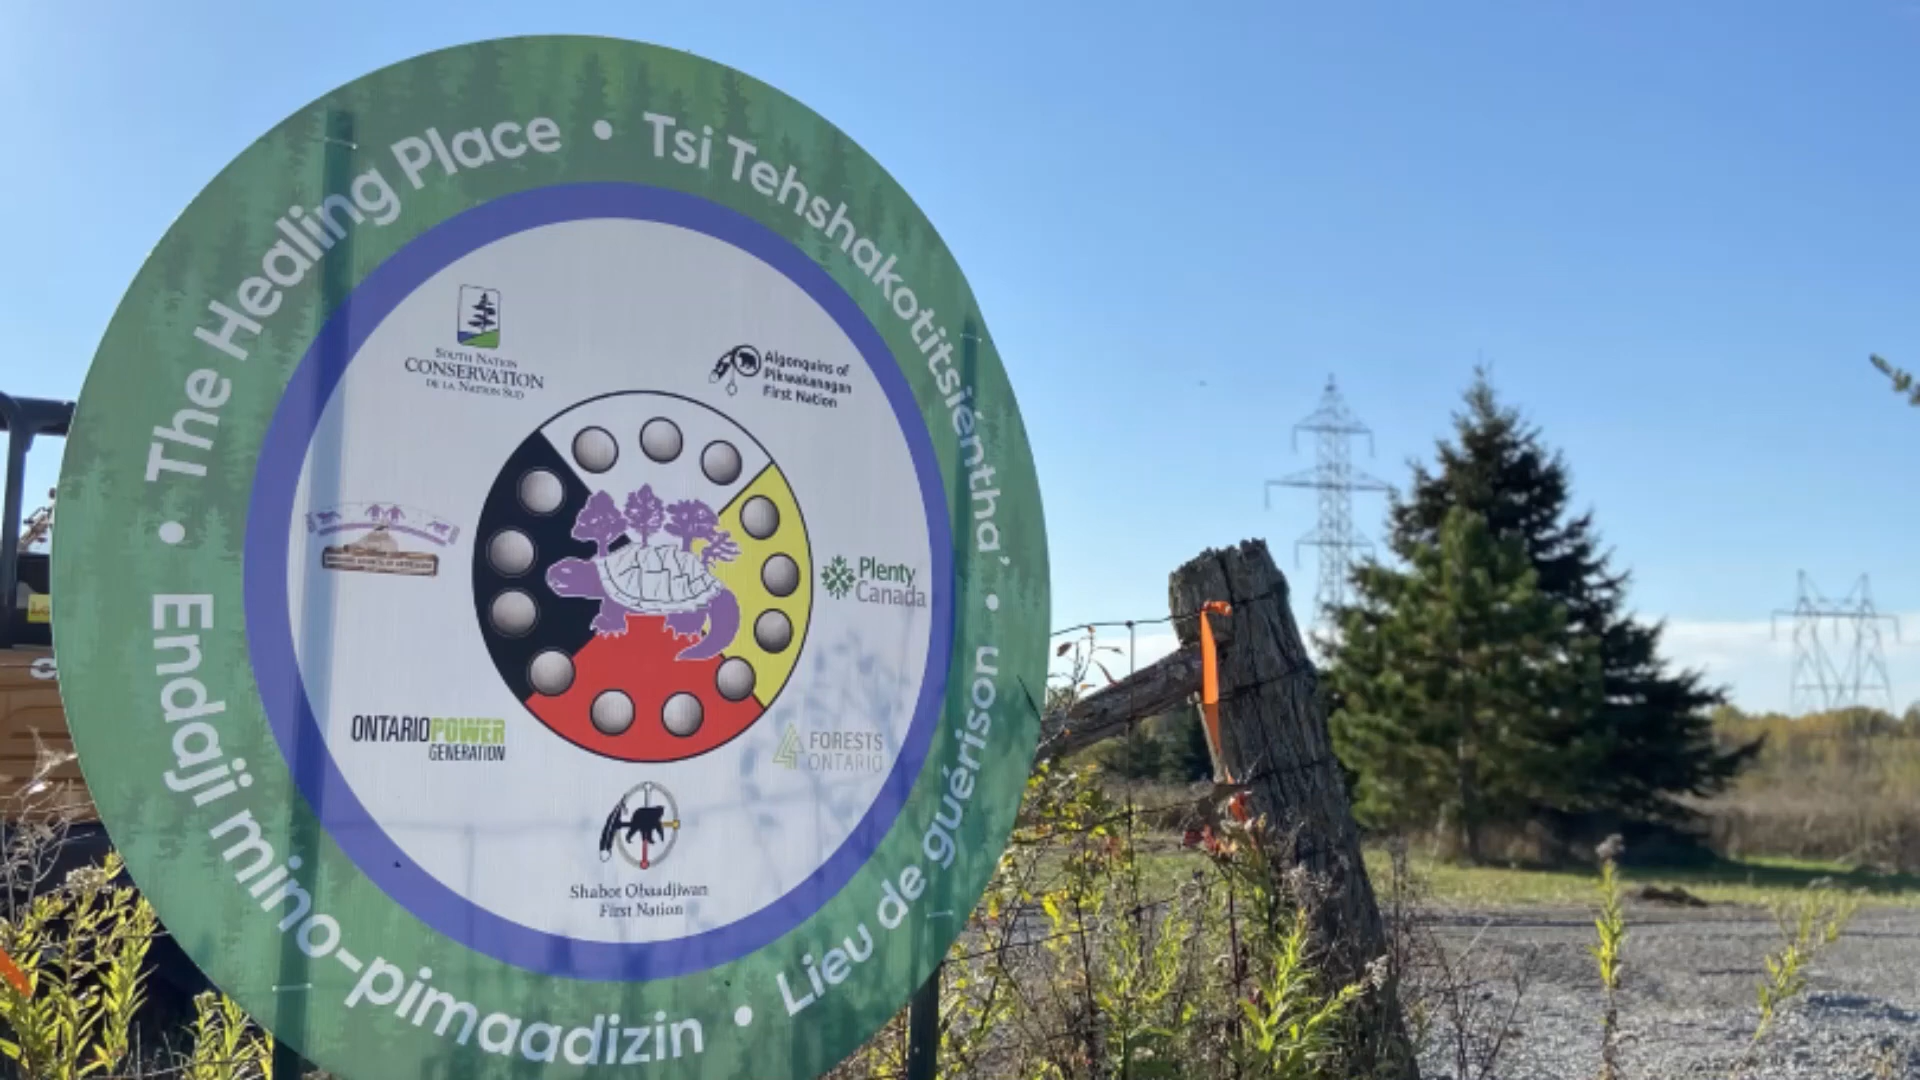 The Healing Place • Tsi Tehshakotitsiéntha' •
Lieu de guérison •
Endaji mino-pimaadizin •
SOUTH NATION
CONSERVATION
DE LA NATION SUD
Algonquins of
Pikwakanagan
First Nation
Plenty
Canada
ONTARIOPOWER
GENERATION
FORESTS
ONTARIO
Shabot Obaadjiwan
First Nation